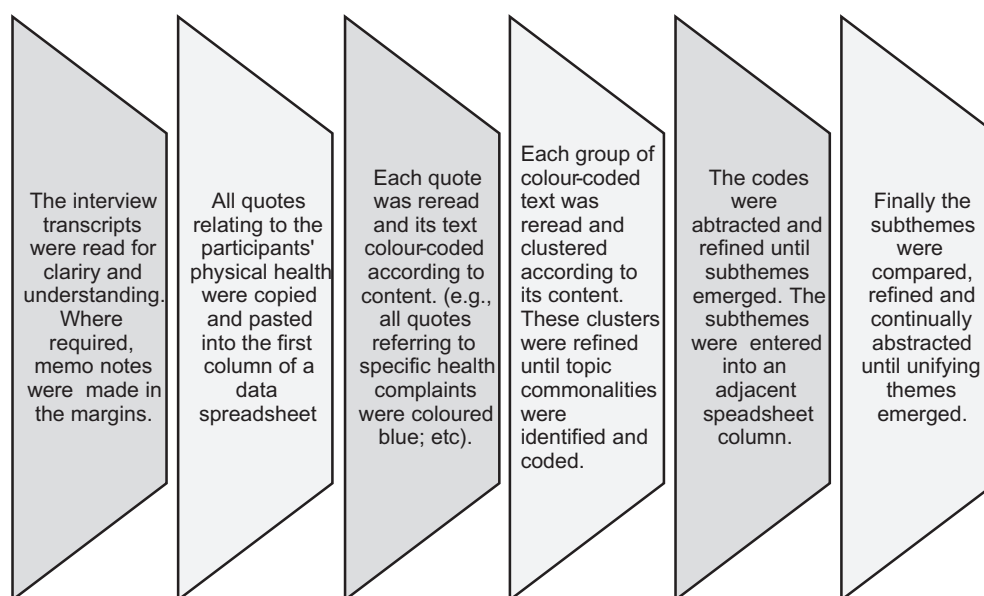 The interview
transcripts
were read for
clariry and
understanding.
Where
required,
memo notes
were made in
the margins.
All quotes
relating to the
participants'
physical health
were copied
and pasted
into the first
column of a
data
spreadsheet
Each quote
was reread
and its text
colour-coded
according to
content. (e.g.,
all quotes
referring to
specific health
complaints
were coloured
blue; etc).
Each group of
colour-coded
text was
reread and
clustered
according to
its content.
These clusters
were refined
until topic
commonalities
were
identified and
coded.
The codes
were
abtracted and
refined until
subthemes
emerged. The
subthemes
were entered
into an
adjacent
speadsheet
column.
Finally the
subthemes
were
compared,
refined and
continually
abstracted
until unifying
themes
emerged.